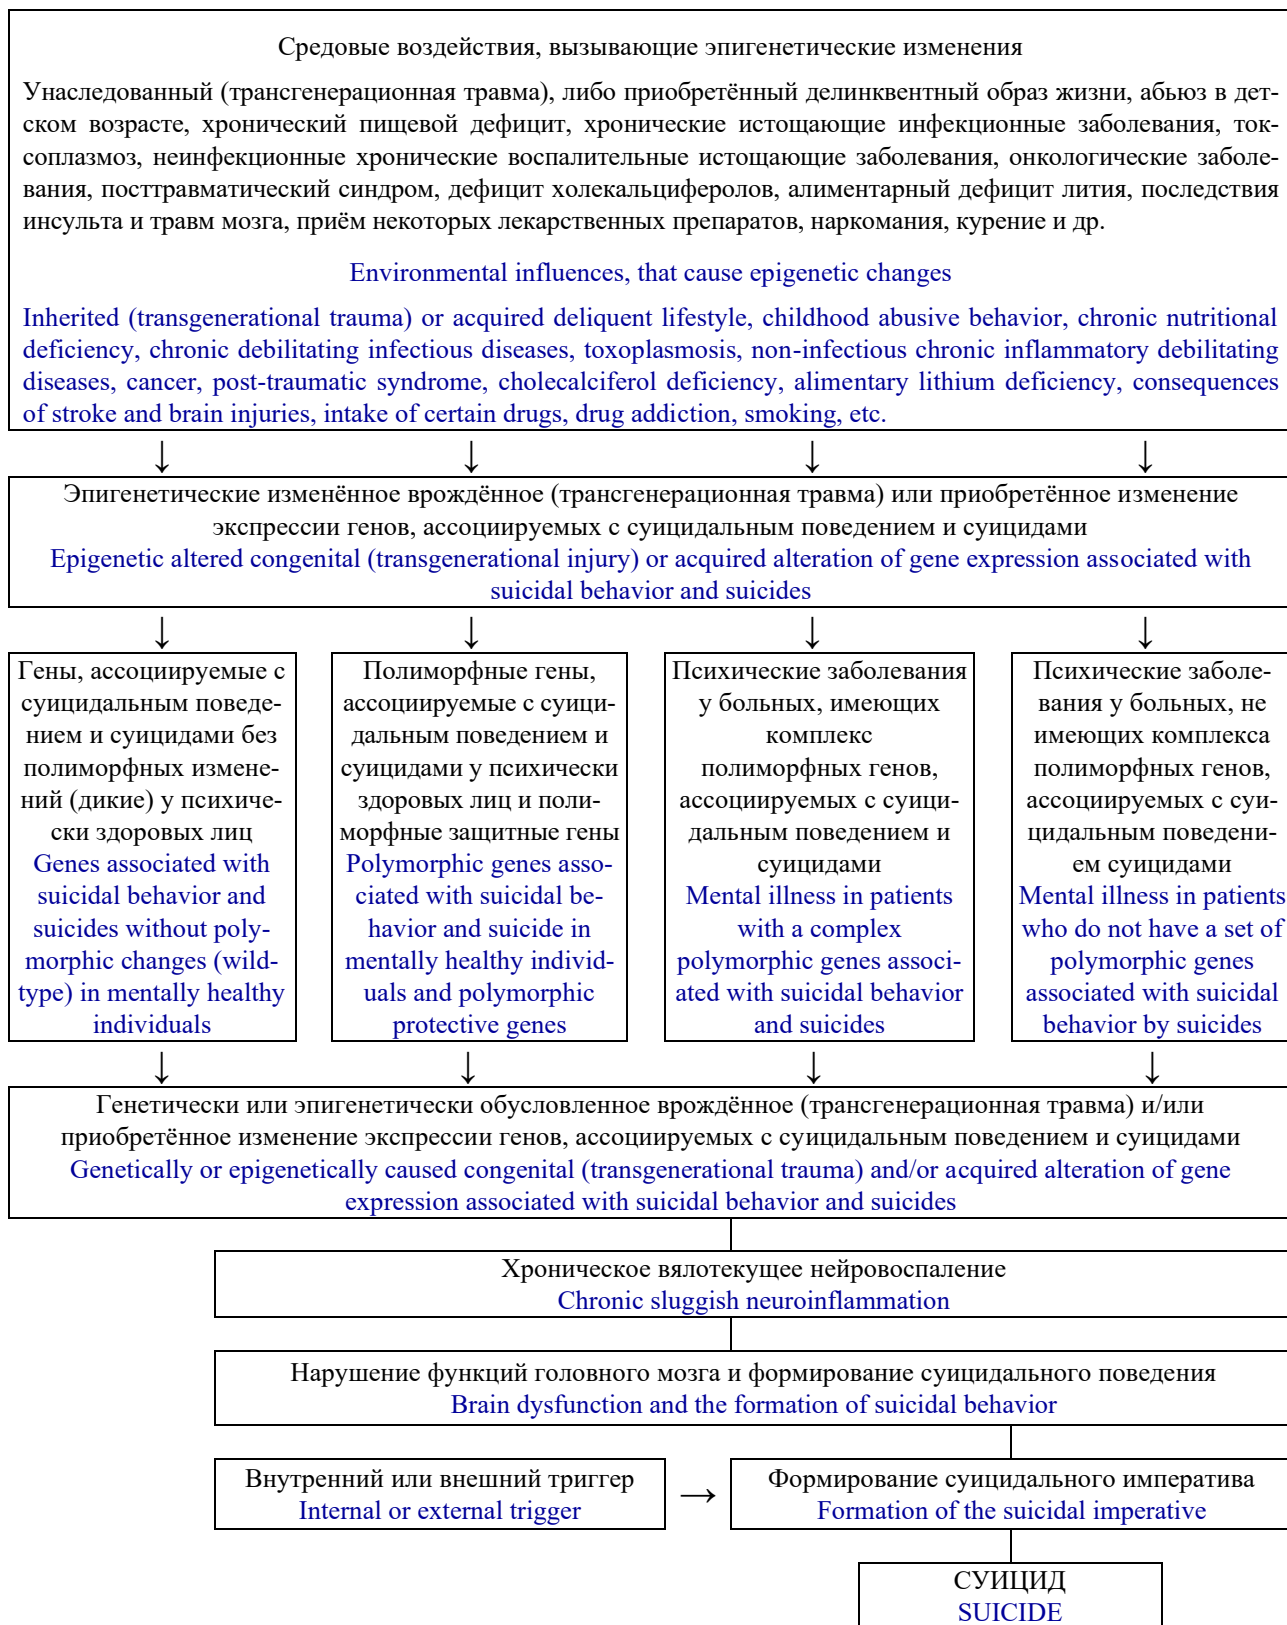 Средовые воздействия, вызывающие эпигенетические изменения
Унаследованный (трансгенерационная травма), либо приобретённый делинквентный образ жизни, абьюз в дет-
ском возрасте, хронический пищевой дефицит, хронические истощающие инфекционные заболевания, ток-
соплазмоз, неинфекционные хронические воспалительные истощающие заболевания, онкологические заболе-
вания, посттравматический синдром, дефицит холекальциферолов, алиментарный дефицит лития, последствия
инсульта и травм мозга, приём некоторых лекарственных препаратов, наркомания, курение и др.
Environmental influences, that cause epigenetic changes
Inherited (transgenerational trauma) or acquired deliquent lifestyle, childhood abusive behavior, chronic nutritional
deficiency, chronic debilitating infectious diseases, toxoplasmosis, non-infectious chronic inflammatory debilitating
diseases, cancer, post-traumatic syndrome, cholecalciferol deficiency, alimentary lithium deficiency, consequences
of stroke and brain injuries, intake of certain drugs, drug addiction, smoking, etc.
↓ ↓ ↓ ↓
Эпигенетические изменённое врождённое (трансгенерационная травма) или приобретённое изменение
экспрессии генов, ассоциируемых с суицидальным поведением и суицидами
Epigenetic altered congenital (transgenerational injury) or acquired alteration of gene expression associated with
suicidal behavior and suicides
↓ ↓ ↓ ↓
Гены, ассоциируемые с
суицидальным поведе-
нием и суицидами без
полиморфных измене-
ний (дикие) у психиче-
ски здоровых лиц
Genes associated with
suicidal behavior and
suicides without poly-
morphic changes (wild-
type) in mentally healthy
individuals
Полиморфные гены,
ассоциируемые с суици-
дальным поведением и
суицидами у психически
здоровых лиц и поли-
морфные защитные гены
Polymorphic genes asso-
ciated with suicidal be-
havior and suicide in
mentally healthy individ-
uals and polymorphic
protective genes
Психические заболевания
у больных, имеющих
комплекс
полиморфных генов,
ассоциируемых с суици-
дальным поведением и
суицидами
Mental illness in patients
with a complex
polymorphic genes associ-
ated with suicidal behavior
and suicides
Психические заболе-
вания у больных, не
имеющих комплекса
полиморфных генов,
ассоциируемых с суи-
цидальным поведени-
ем суицидами
Mental illness in patients
who do not have a set of
polymorphic genes
associated with suicidal
behavior by suicides
↓ ↓ ↓ ↓
Генетически или эпигенетически обусловленное врождённое (трансгенерационная травма) и/или
приобретённое изменение экспрессии генов, ассоциируемых с суицидальным поведением и суицидами
Genetically or epigenetically caused congenital (transgenerational trauma) and/or acquired alteration of gene
expression associated with suicidal behavior and suicides
Хроническое вялотекущее нейровоспаление
Chronic sluggish neuroinflammation
Нарушение функций головного мозга и формирование суицидального поведения
Brain dysfunction and the formation of suicidal behavior
Внутренний или внешний триггер
Internal or external trigger
→
Формирование суицидального императива
Formation of the suicidal imperative
СУИЦИД
SUICIDE